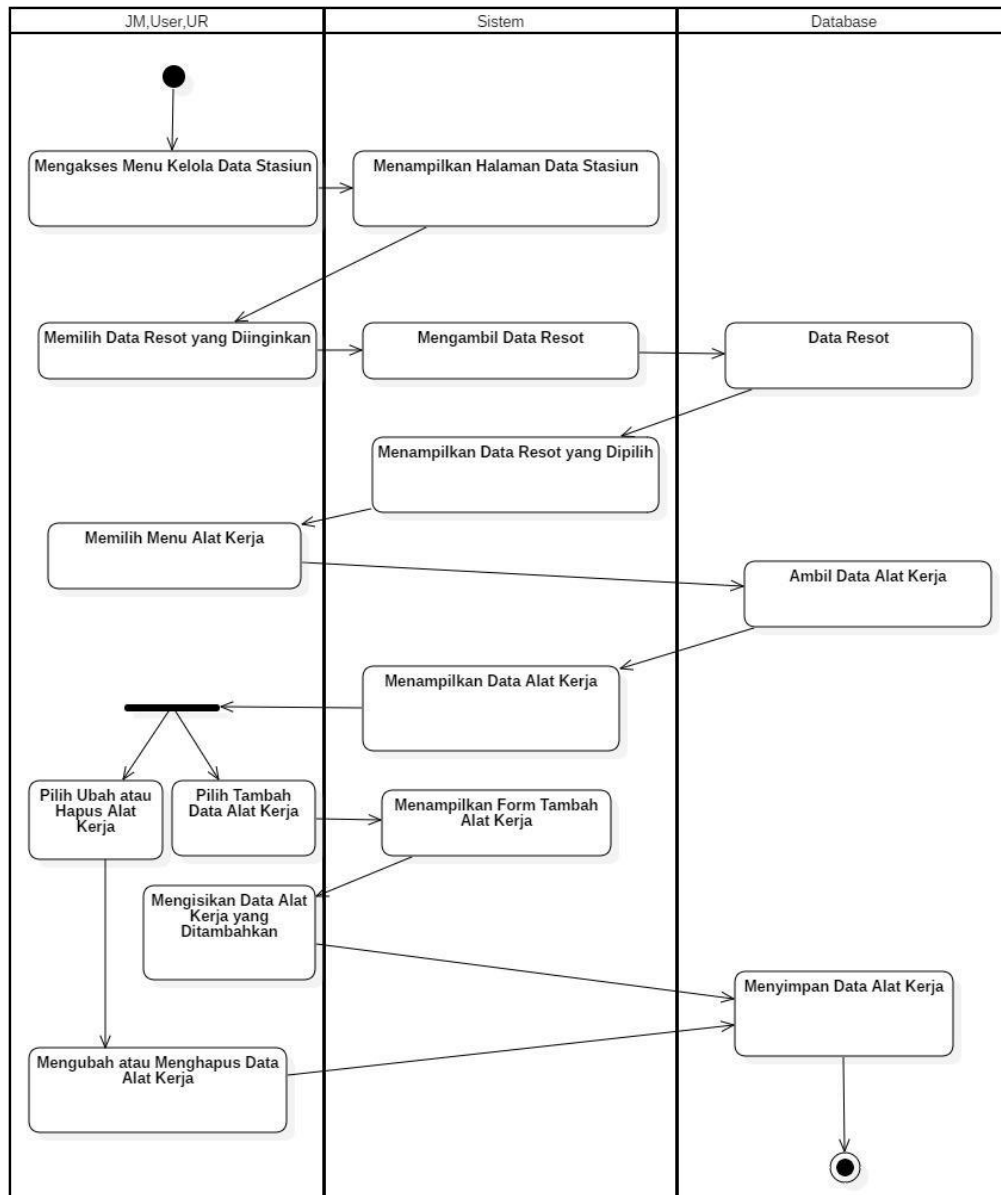 JM,User,UR
Sistem
Database
Mengakses Menu Kelola Data Stasiun
Menampilkan Halaman Data Stasiun
Memilih Data Resot yang Diinginkan
Mengambil Data Resot
Data Resot
Menampilkan Data Resot yang Dipilih
Memilih Menu Alat Kerja
Ambil Data Alat Kerja
Menampilkan Data Alat Kerja
Pilih Ubah atau
Hapus Alat
Kerja
Pilih Tambah
Data Alat Kerja
Menampilkan Form Tambah
Alat Kerja
Mengisikan Data Alat
Kerja yang
Ditambahkan
Menyimpan Data Alat Kerja
Mengubah atau Menghapus Data
Alat Kerja